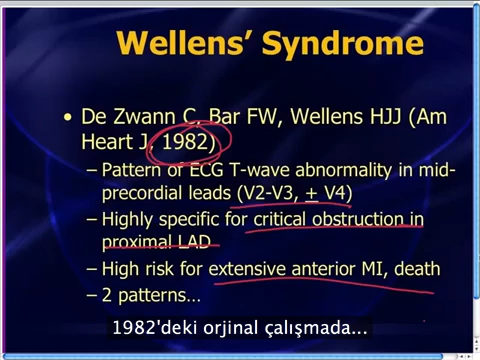 Wellens' Syndrome
• De Zwann C, Bar FW, Wellens HJJ (Am
Heart J, 1982)
– Pattern of ECG T-wave abnormality in mid-
precordial leads (V2-V3, + V4)
– Highly specific for critical obstruction in
proximal LAD
– High risk for extensive anterior MI, death
– 2 patterns...
1982'deki orjinal çalışmada...